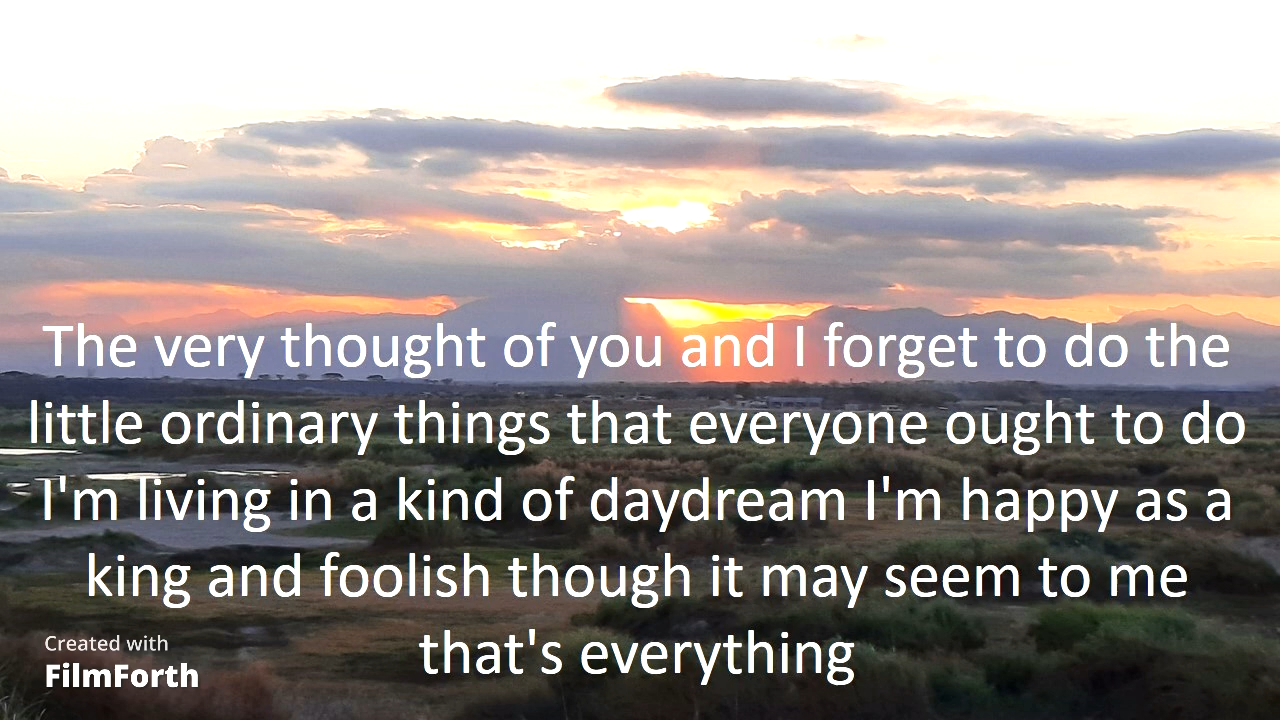 The very thought of you and I forget to do the
little ordinary things that everyone ought to do
I'm living in a kind of daydream I'm happy as a
king and foolish though it may seem to me
that's everything
Created with
FilmForth